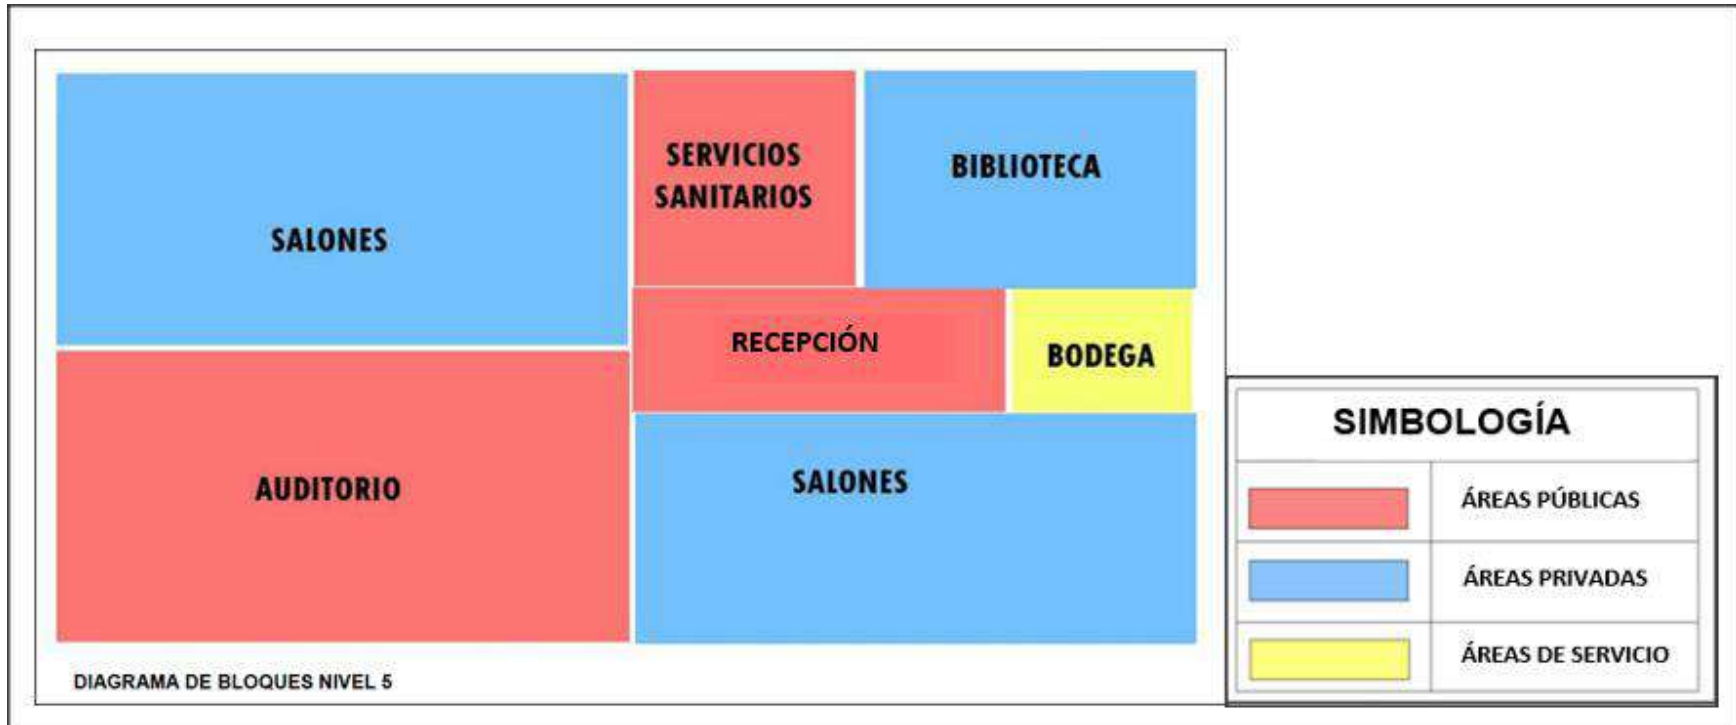 SERVICIOS
SANITARIOS
BIBLIOTECA
SALONES
RECEPCIÓN
BODEGA
AUDITORIO
SALONES
DIAGRAMA DE BLOQUES NIVEL 5
SIMBOLOGÍA
ÁREAS PÚBLICAS
ÁREAS PRIVADAS
ÁREAS DE SERVICIO